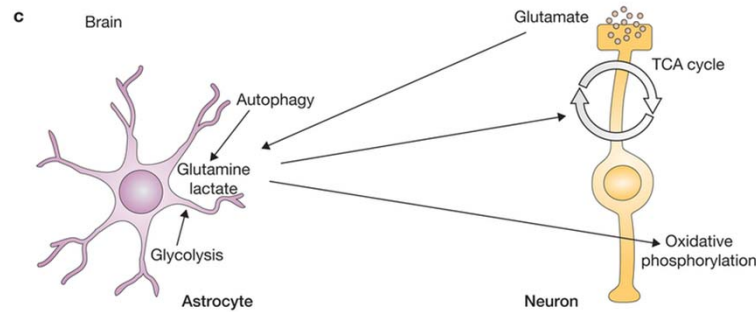 c
Brain
Glutamate
TCA cycle
Autophagy
Glutamine
lactate
Glycolysis
Oxidative
phosphorylation
Astrocyte
Neuron